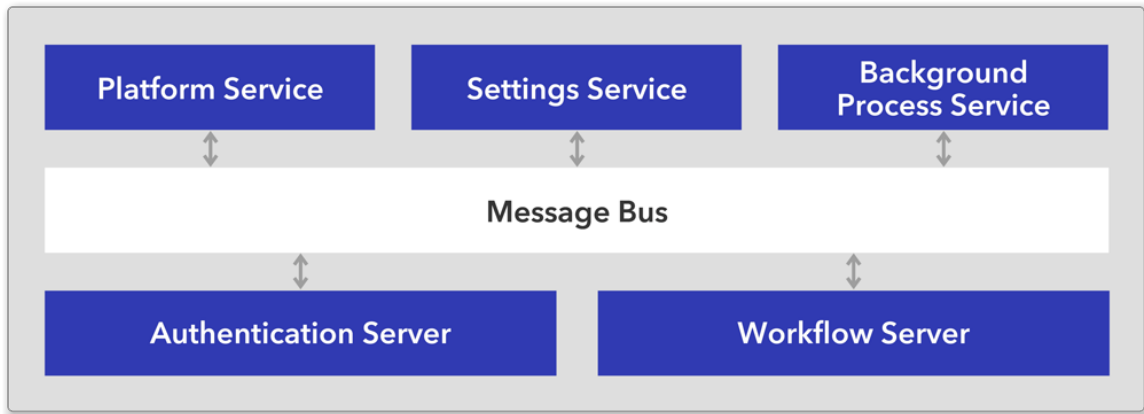 Platform Service
Settings Service
Background
Process Service
Message Bus
Authentication Server
Workflow Server